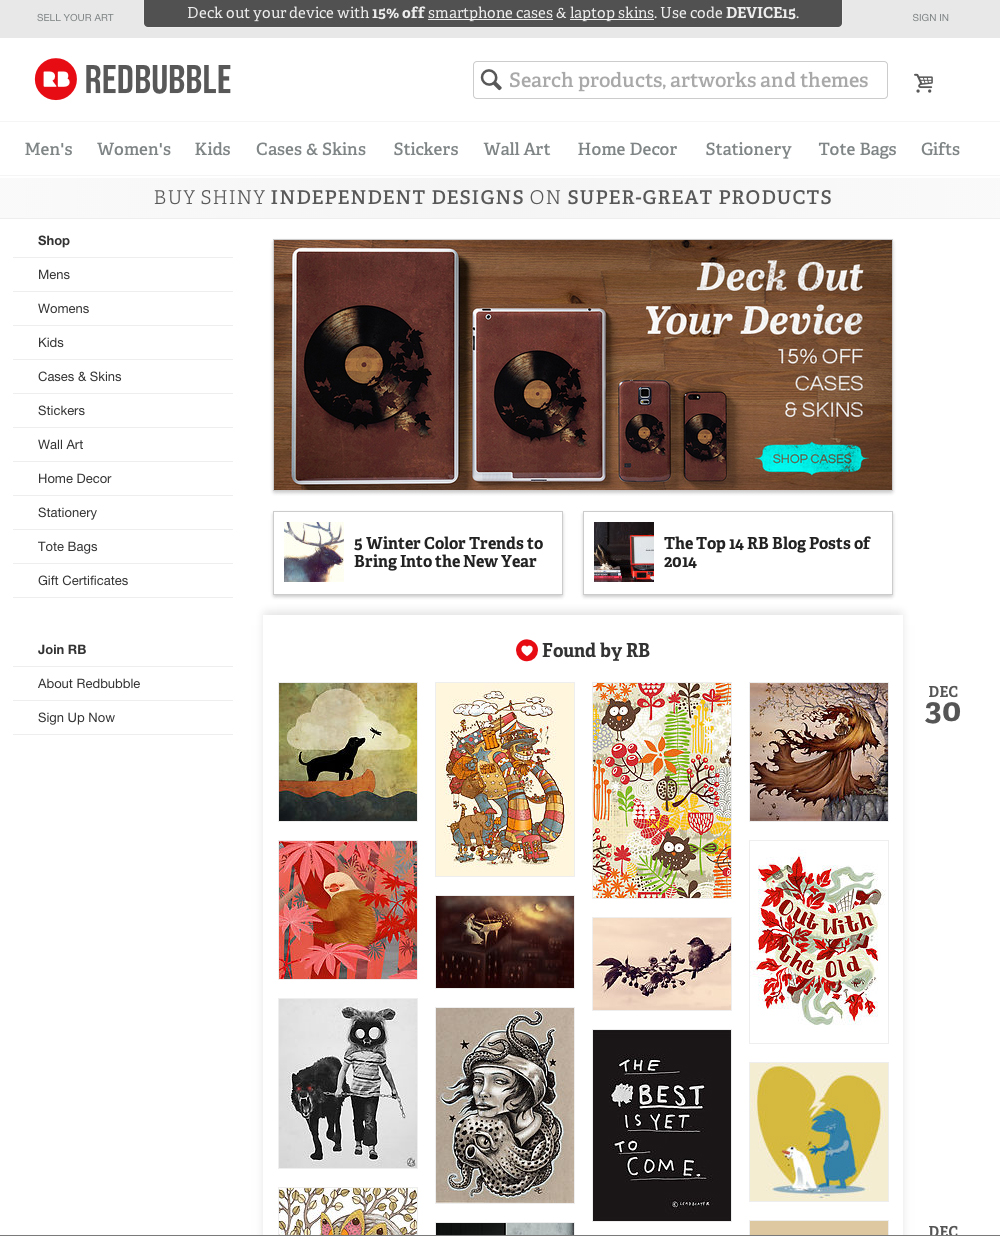 SELL YOUR ART
Deck out your device with 15% off smartphone cases & laptop skins. Use code DEVICE15.
SIGN IN
RB REDBUBBLE
Search products, artworks and themes
Men's Women's Kids Cases & Skins Stickers Wall Art Home Decor Stationery Tote Bags Gifts
BUY SHINY INDEPENDENT DESIGNS ON SUPER-GREAT PRODUCTS
Shop
Mens
Womens
Kids
Cases & Skins
Stickers
Wall Art
Home Decor
Stationery
Tote Bags
Gift Certificates
Join RB
About Redbubble
Sign Up Now
Deck Out
Your Device
15% OFF
CASES
& SKINS
SHOP CASES
5 Winter Color Trends to
Bring Into the New Year
The Top 14 RB Blog Posts of
2014
Found by RB
DEC
30
Out With
the Old
THE
BEST
IS YET
TO
COME.
DEC